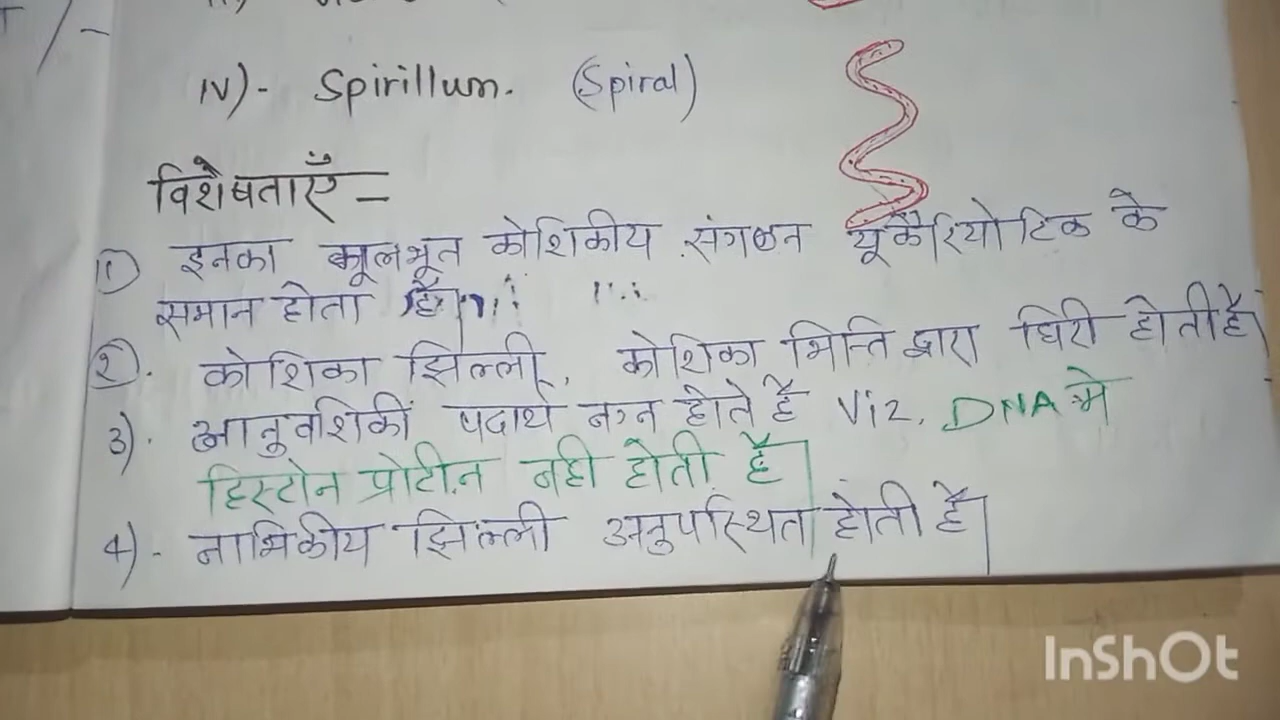 IV)- Spirillum. (Spiral)
विशेषताएँ -
1) इनका मूलभूत कोशिकीय संगठन यूकैरियोटिक के
समान होता है।
2). कोशिका झिल्ली, कोशिका भित्ति द्वारा घिरी होती है।
3). आनुवंशिकी पदार्थ नग्न होते है Viz, DNA मे
हिस्टोन प्रोटीन नही होती है।
4)- नाभिकीय झिल्ली अनुपस्थित होती है।
InShOt